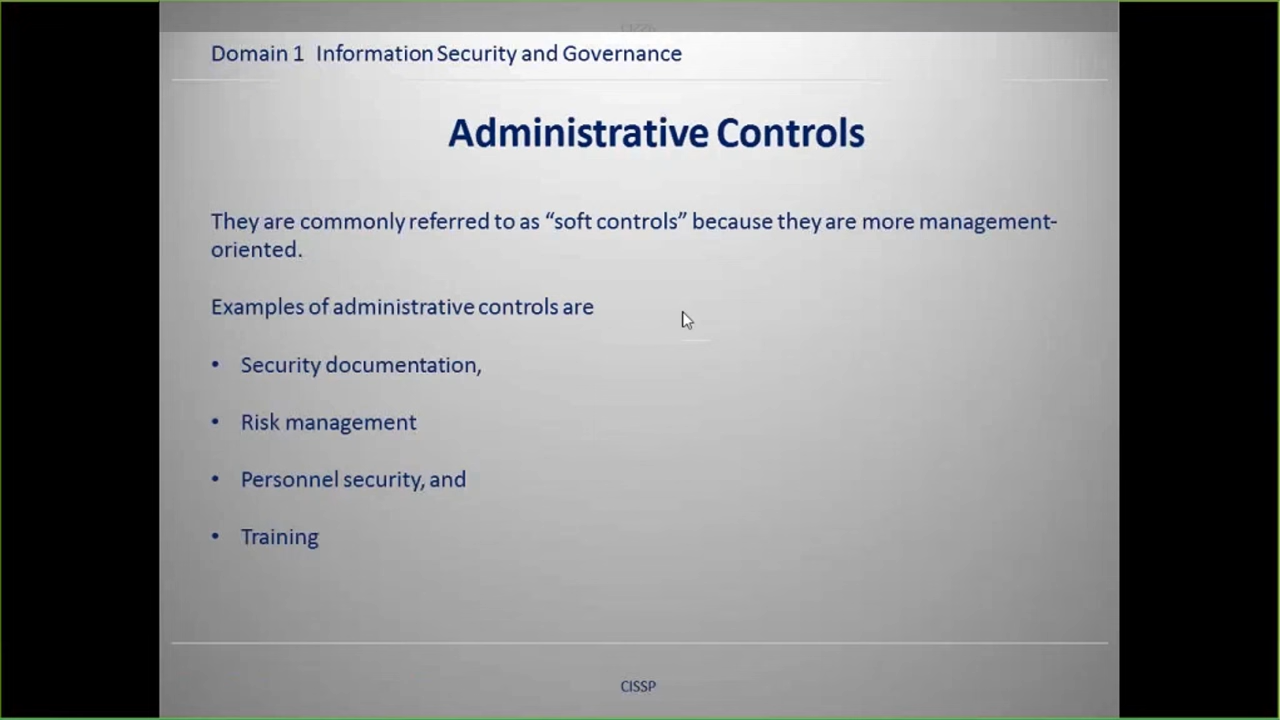 Domain 1 Information Security and Governance
Administrative Controls
They are commonly referred to as “soft controls” because they are more management-
oriented.
Examples of administrative controls are
• Security documentation,
• Risk management
• Personnel security, and
• Training
CISSP